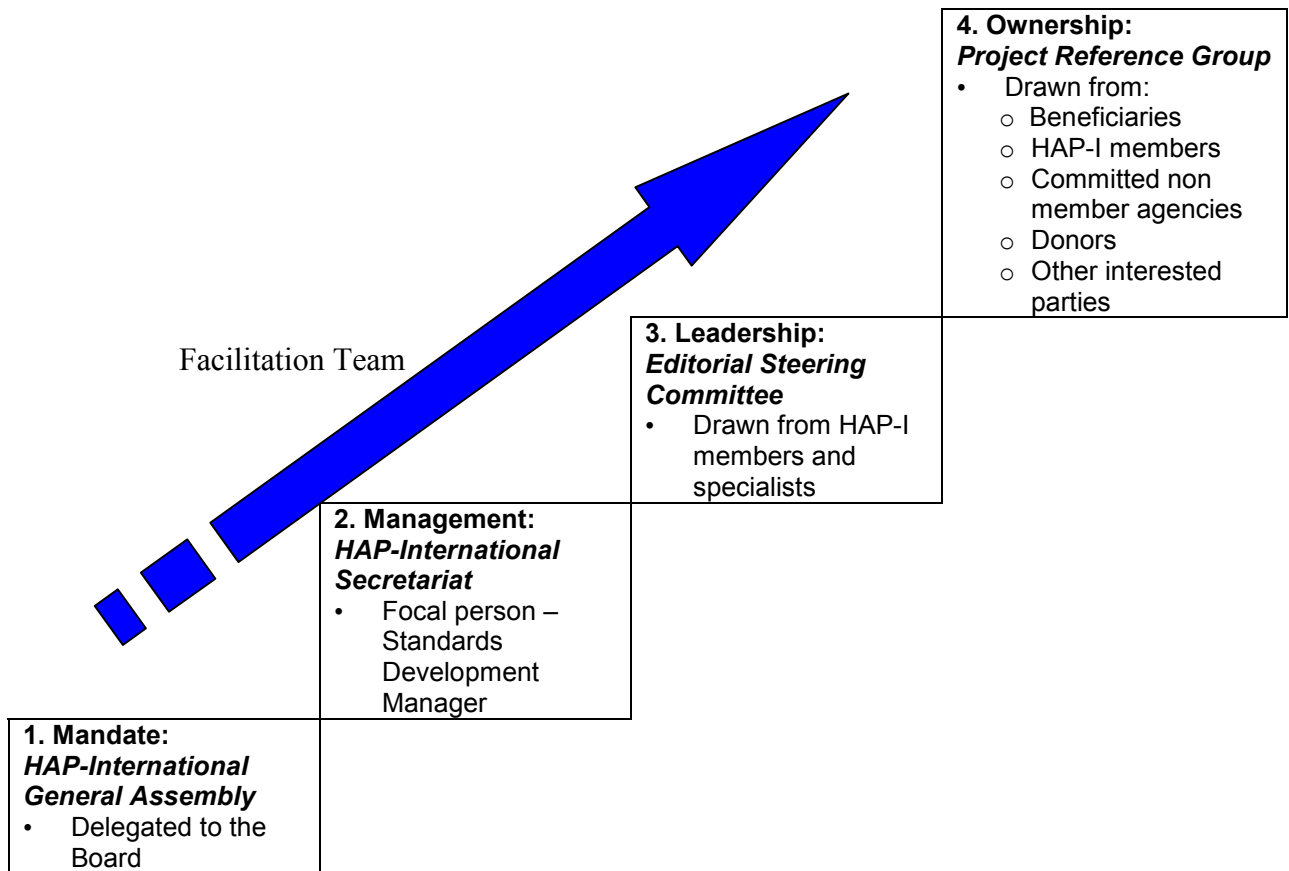 4. Ownership:
Project Reference Group
• Drawn from:
o Beneficiaries
o HAP-I members
o Committed non
member agencies
o Donors
o Other interested
parties
Facilitation Team
3. Leadership:
Editorial Steering
Committee
• Drawn from HAP-I
members and
specialists
2. Management:
HAP-International
Secretariat
• Focal person –
Standards
Development
Manager
1. Mandate:
HAP-International
General Assembly
• Delegated to the
Board